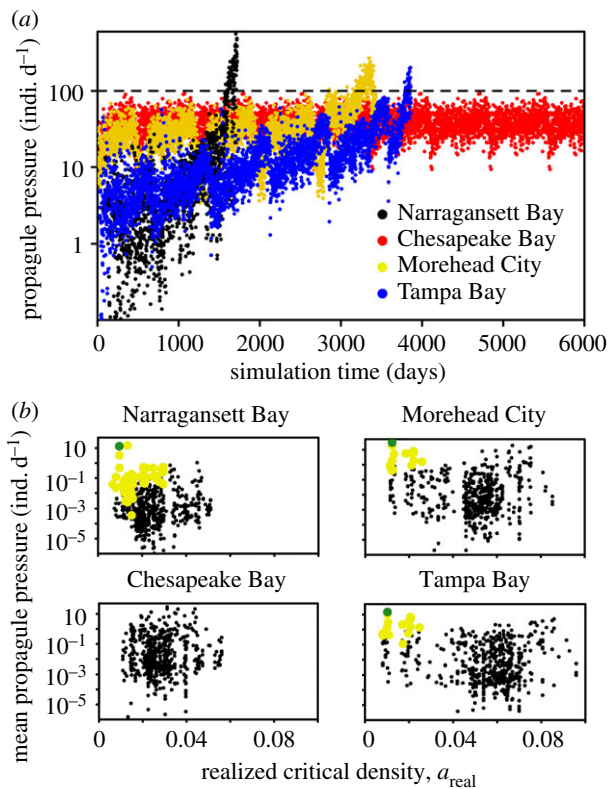 (a)
propagule pressure (indi. d⁻¹)
100
10
1
Narragansett Bay
Chesapeake Bay
Morehead City
Tampa Bay
0 1000 2000 3000 4000 5000 6000
simulation time (days)
(b)
Narragansett Bay Morehead City
mean propagule pressure (ind. d⁻¹)
10
10⁻¹
10⁻³
10⁻⁵
Chesapeake Bay Tampa Bay
10
10⁻¹
10⁻³
10⁻⁵
0 0.04 0.08 0 0.04 0.08
realized critical density, a_real